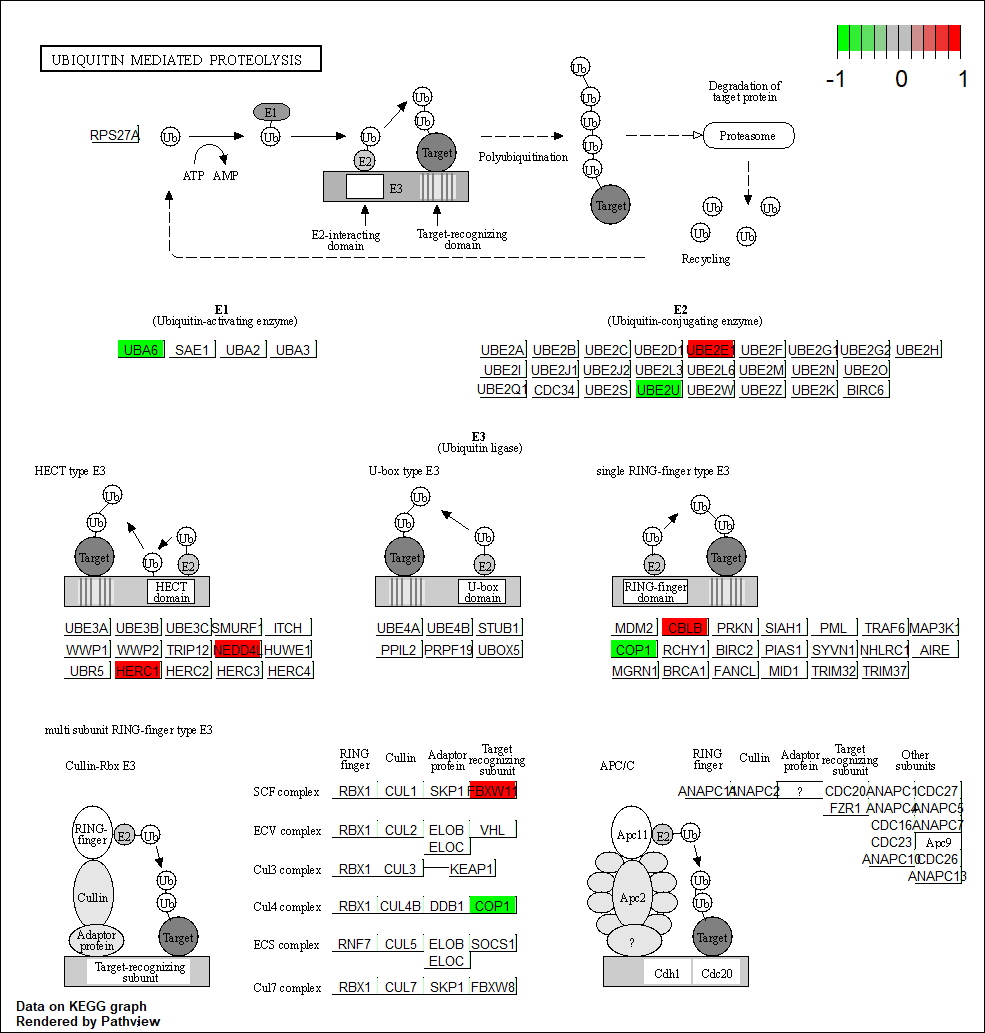 UBIQUITIN MEDIATED PROTEOLYSIS
-1 0 1
RPS27A Ub ATP AMP E1 Ub Ub E2 E3 Ub Ub Target
E2-interacting domain
Target-recognizing domain
Polyubiquitination
Ub Ub Ub Ub Ub Target
Degradation of target protein
Proteasome
Ub Ub Ub Ub
Recycling
E1
(Ubiquitin-activating enzyme)
UBA6 SAE1 UBA2 UBA3
E2
(Ubiquitin-conjugating enzyme)
UBE2A UBE2B UBE2C UBE2D1 UBE2E1 UBE2F UBE2G1 UBE2G2 UBE2H
UBE2I UBE2J1 UBE2J2 UBE2L3 UBE2L6 UBE2M UBE2N UBE2O
UBE2Q1 CDC34 UBE2S UBE2U UBE2W UBE2Z UBE2K BIRC6
E3
(Ubiquitin ligase)
HECT type E3
Ub Ub Target Ub Ub E2
HECT domain
UBE3A UBE3B UBE3C SMURF1 ITCH
WWP1 WWP2 TRIP12 NEDD4L HUWE1
UBR5 HERC1 HERC2 HERC3 HERC4
U-box type E3
Ub Ub Target Ub E2
U-box domain
UBE4A UBE4B STUB1
PPIL2 PRPF19 UBOX5
single RING-finger type E3
Ub Ub Ub E2 Target
RING-finger domain
MDM2 CBLB PRKN SIAH1 PML TRAF6 MAP3K1
COP1 RCHY1 BIRC2 PIAS1 SYVN1 NHLRC1 AIRE
MGRN1 BRCA1 FANCL MID1 TRIM32 TRIM37
multi subunit RING-finger type E3
Cullin-Rbx E3
RING-finger E2 Ub
Cullin Ub Ub
Adaptor protein Target
Target-recognizing subunit
RING finger Cullin Adaptor protein Target recognizing subunit
SCF complex RBX1 CUL1 SKP1 FBXW11
ECV complex RBX1 CUL2 ELOB VHL
ELOC
Cul3 complex RBX1 CUL3 KEAP1
Cul4 complex RBX1 CUL4B DDB1 COP1
ECS complex RNF7 CUL5 ELOB SOCS1
ELOC
Cul7 complex RBX1 CUL7 SKP1 FBXW8
APC/C
RING finger Cullin Adaptor protein Target recognizing subunit Other subunits
ANAPC11 ANAPC2 ? CDC20 ANAPC1 CDC27
FZR1 ANAPC4 ANAPC5
CDC16 ANAPC7
CDC23 Apc9
ANAPC10 CDC26
ANAPC13
Apc11 E2 Ub
Apc2 Ub Ub
? Target
Cdh1 Cdc20
Data on KEGG graph
Rendered by Pathview